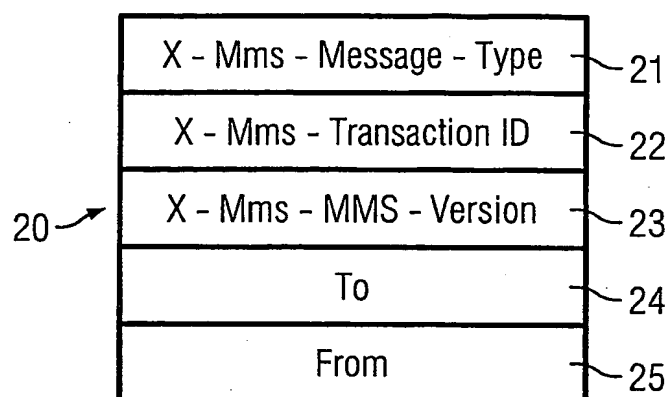 X - Mms - Message - Type 21
X - Mms - Transaction ID 22
X - Mms - MMS - Version 23
20
To 24
From 25